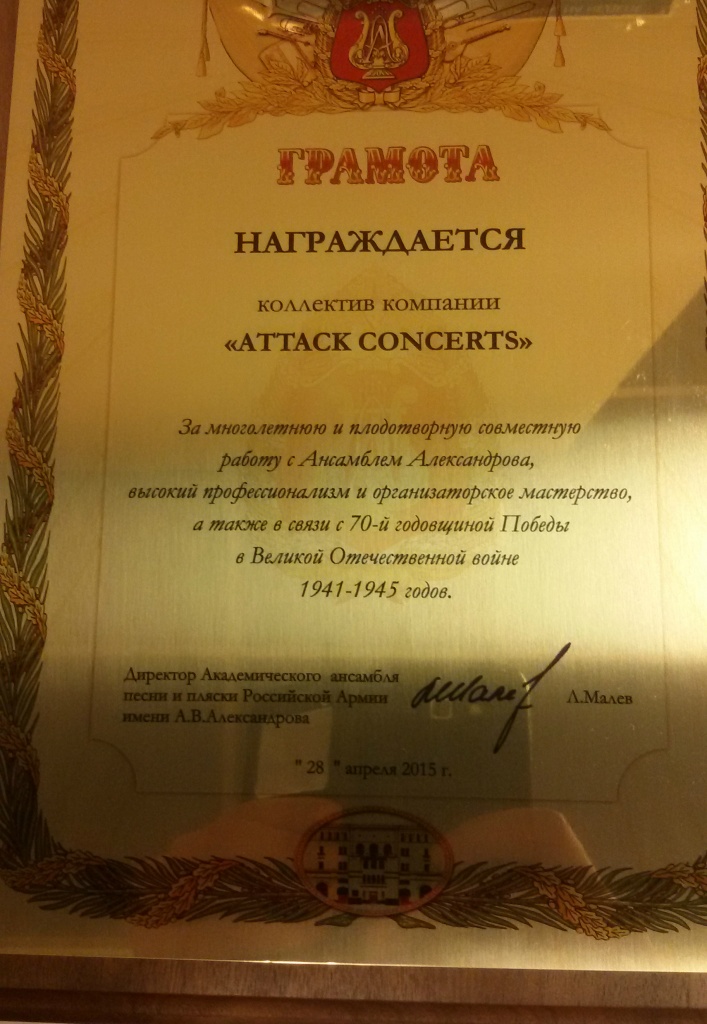 ГРАМОТА
НАГРАЖДАЕТСЯ
коллектив компании
«ATTACK CONCERTS»
За многолетнюю и плодотворную совместную
работу с Ансамблем Александрова,
высокий профессионализм и организаторское мастерство,
а также в связи с 70-й годовщиной Победы
в Великой Отечественной войне
1941-1945 годов.
Директор Академического ансамбля
песни и пляски Российской Армии
имени А.В.Александрова
Л.Малев
"28" апреля 2015 г.